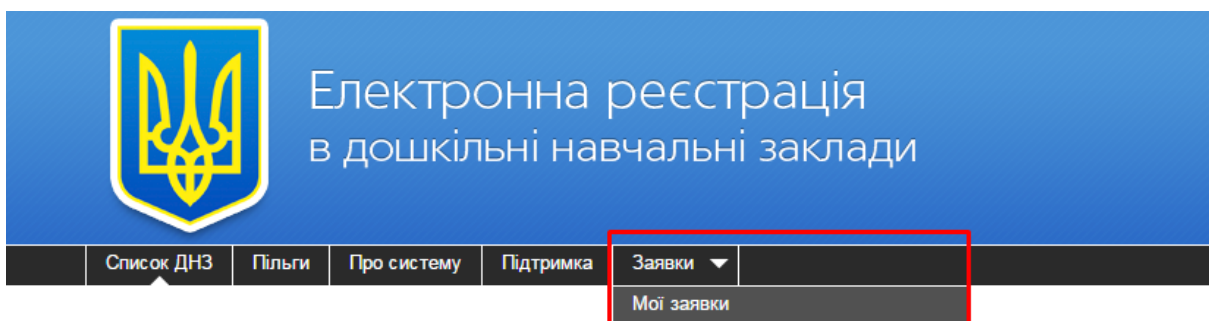 Електронна реєстрація
в дошкільні навчальні заклади
Список ДНЗ Пільги Про систему Підтримка Заявки
Мої заявки